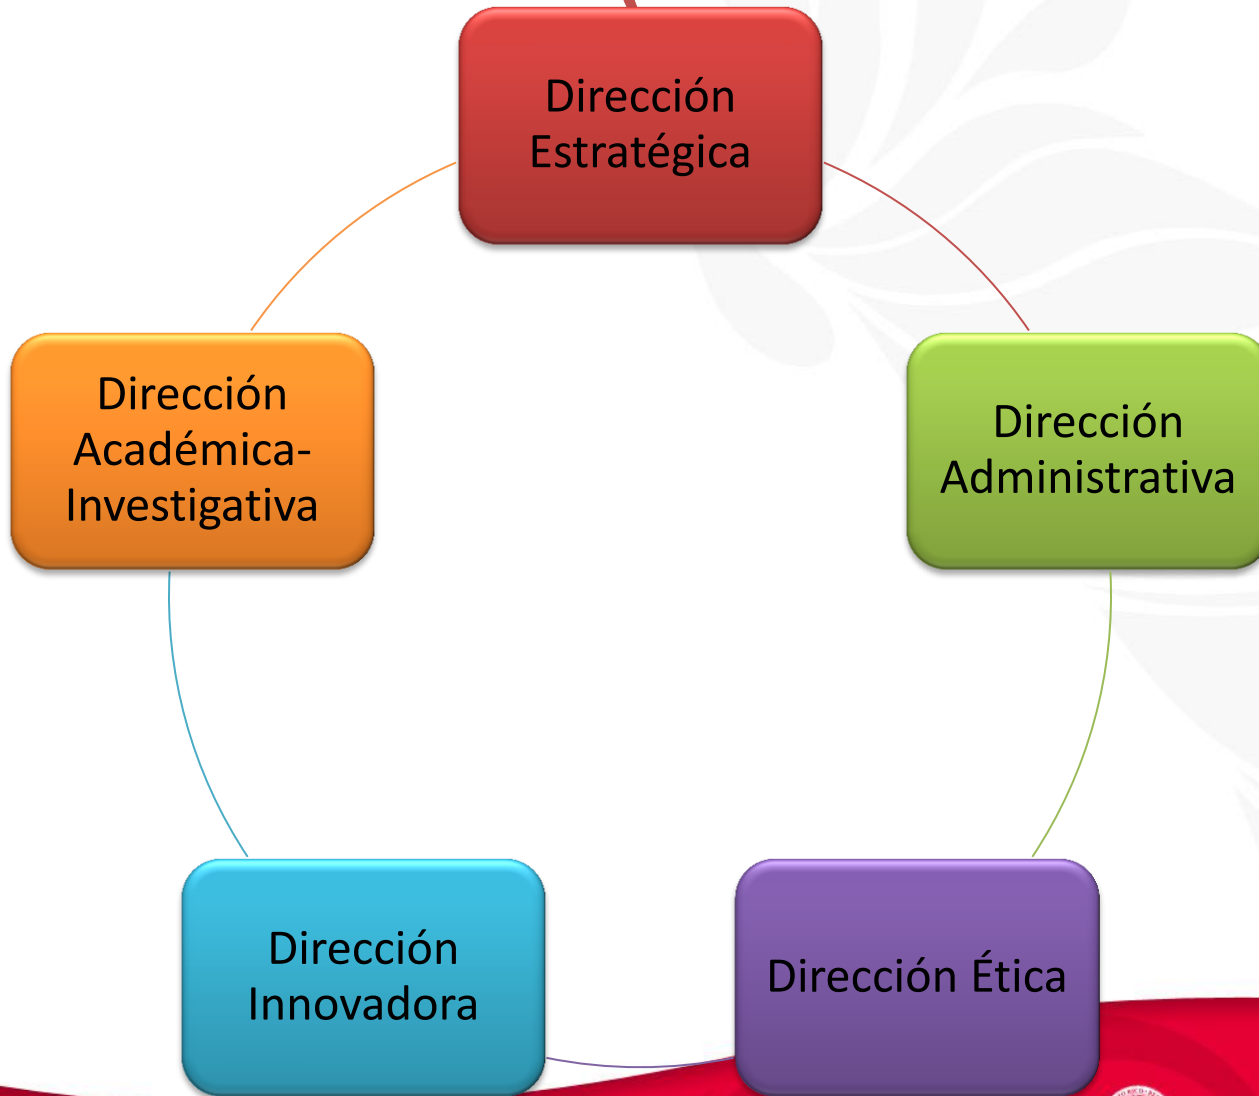 Dirección
Estratégica
Dirección
Administrativa
Dirección Ética
Dirección
Innovadora
Dirección
Académica-
Investigativa